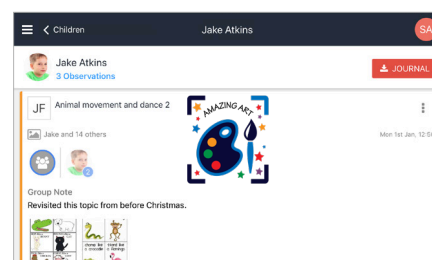 Children
Jake Atkins
SA
Jake Atkins
3 Observations
JOURNAL
JF
Animal movement and dance 2
AMAZING ART
Jake and 14 others
Mon 1st Jan, 12:5
2
Group Note
Revisited this topic from before Christmas.